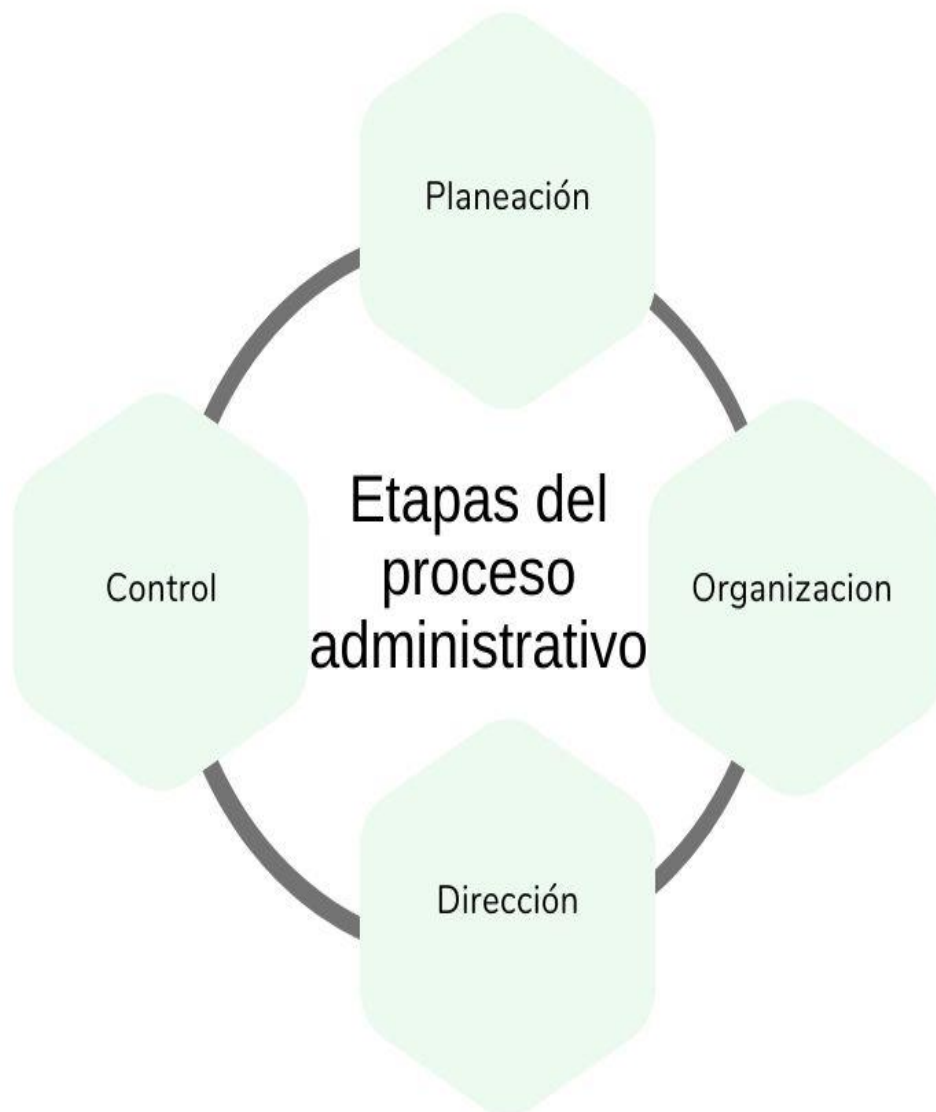 Planeación
Etapas del
proceso
administrativo
Control
Organizacion
Dirección